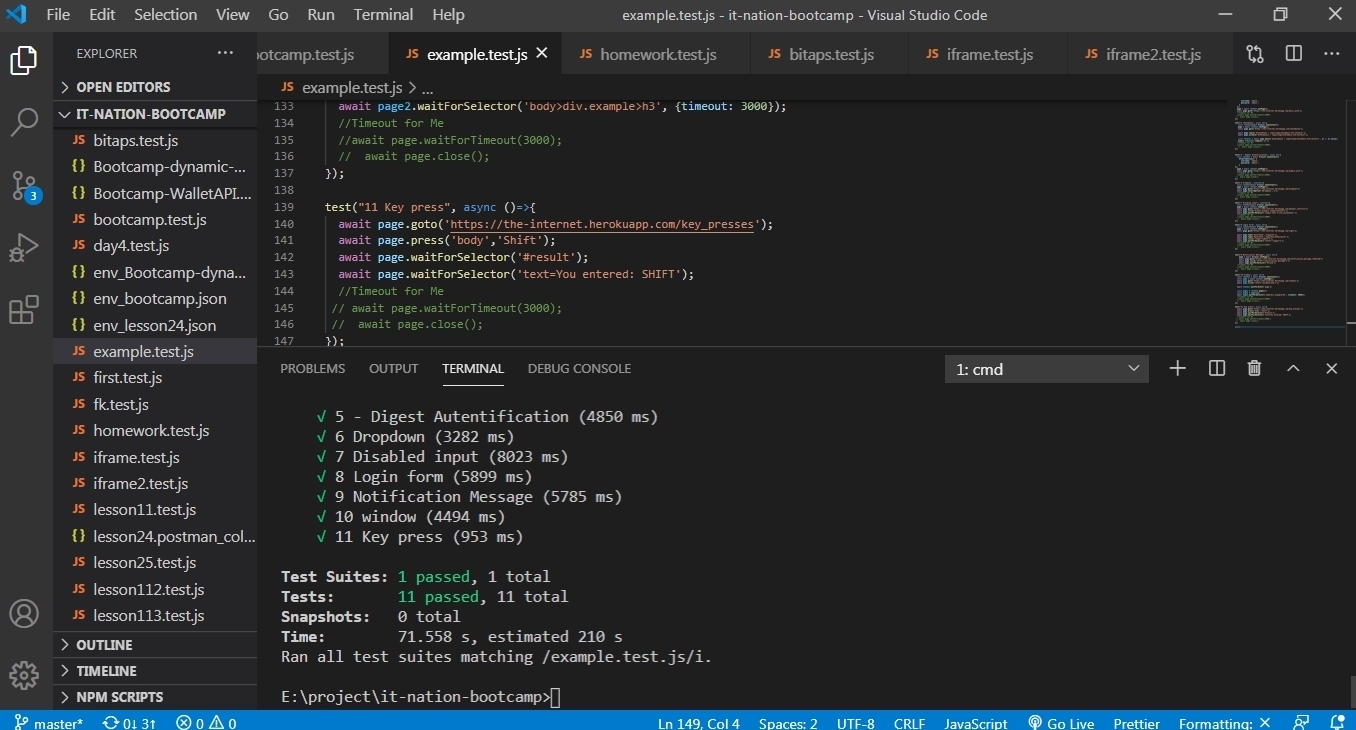 File Edit Selection View Go Run Terminal Help example.test.js - it-nation-bootcamp - Visual Studio Code
EXPLORER ...
OPEN EDITORS
IT-NATION-BOOTCAMP
JS bitaps.test.js
{} Bootcamp-dynamic-...
{} Bootcamp-WalletAPI....
JS bootcamp.test.js
JS day4.test.js
{} env_Bootcamp-dyna...
{} env_bootcamp.json
{} env_lesson24.json
JS example.test.js
JS first.test.js
JS fk.test.js
JS homework.test.js
JS iframe.test.js
JS iframe2.test.js
JS lesson11.test.js
{} lesson24.postman_col...
JS lesson25.test.js
JS lesson112.test.js
JS lesson113.test.js
OUTLINE
TIMELINE
NPM SCRIPTS
3
otcamp.test.js JS example.test.js JS homework.test.js JS bitaps.test.js JS iframe.test.js JS iframe2.test.js ...
JS example.test.js > ...
133 await page2.waitForSelector('body>div.example>h3', {timeout: 3000});
134 //Timeout for Me
135 //await page.waitForTimeout(3000);
136 // await page.close();
137 });
138
139 test("11 Key press", async ()=>{
140 await page.goto('https://the-internet.herokuapp.com/key_presses');
141 await page.press('body','Shift');
142 await page.waitForSelector('#result');
143 await page.waitForSelector('text=You entered: SHIFT');
144 //Timeout for Me
145 // await page.waitForTimeout(3000);
146 // await page.close();
147 });
PROBLEMS OUTPUT TERMINAL DEBUG CONSOLE 1: cmd
√ 5 - Digest Autentification (4850 ms)
√ 6 Dropdown (3282 ms)
√ 7 Disabled input (8023 ms)
√ 8 Login form (5899 ms)
√ 9 Notification Message (5785 ms)
√ 10 window (4494 ms)
√ 11 Key press (953 ms)
Test Suites: 1 passed, 1 total
Tests: 11 passed, 11 total
Snapshots: 0 total
Time: 71.558 s, estimated 210 s
Ran all test suites matching /example.test.js/i.
E:\project\it-nation-bootcamp>
master* 0↓ 3↑ 0 0 Ln 149, Col 4 Spaces: 2 UTF-8 CRLF JavaScript Go Live Prettier Formatting: ×